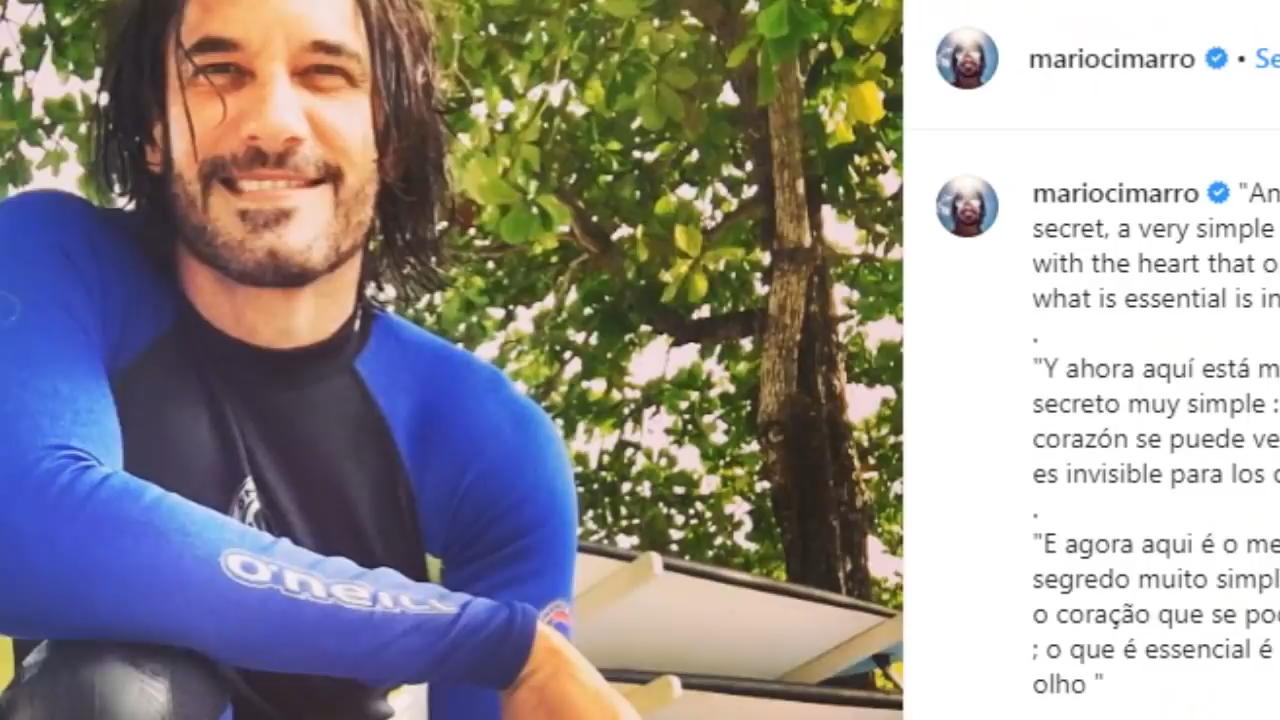 mariocimarro • Se
mariocimarro "An
secret, a very simple
with the heart that o
what is essential is in
.
"Y ahora aquí está m
secreto muy simple :
corazón se puede ve
es invisible para los o
.
"E agora aqui é o me
segredo muito simpl
o coração que se poc
; o que é essencial é
olho "
O'NEILL